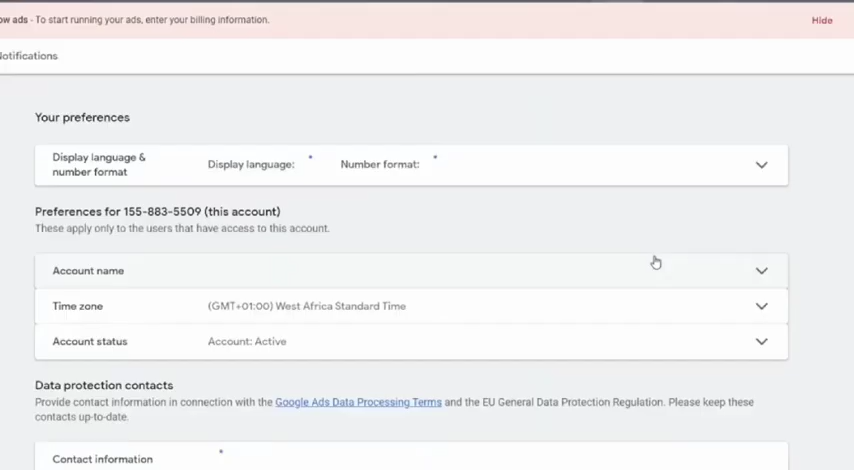 ow ads - To start running your ads, enter your billing information. Hide
Notifications
Your preferences
Display language & number format Display language: Number format:
Preferences for 155-883-5509 (this account)
These apply only to the users that have access to this account.
Account name
Time zone (GMT+01:00) West Africa Standard Time
Account status Account: Active
Data protection contacts
Provide contact information in connection with the Google Ads Data Processing Terms and the EU General Data Protection Regulation. Please keep these
contacts up-to-date.
Contact information